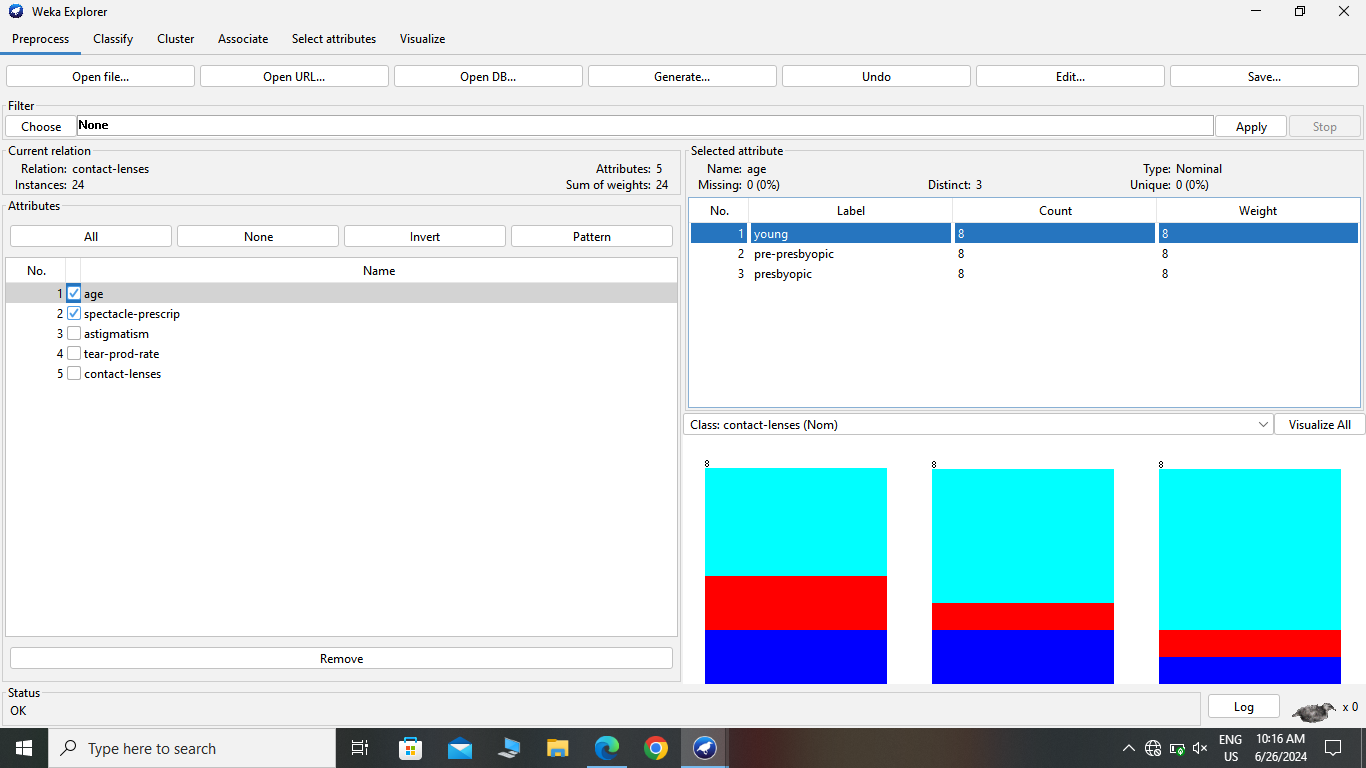 Weka Explorer
Preprocess Classify Cluster Associate Select attributes Visualize
Open file... Open URL... Open DB... Generate... Undo Edit... Save...
Filter
Choose None Apply Stop
Current relation
Relation: contact-lenses Attributes: 5
Instances: 24 Sum of weights: 24
Attributes
All None Invert Pattern
No. Name
1 age
2 spectacle-prescrip
3 astigmatism
4 tear-prod-rate
5 contact-lenses
Remove
Selected attribute
Name: age Type: Nominal
Missing: 0 (0%) Distinct: 3 Unique: 0 (0%)
No. Label Count Weight
1 young 8 8
2 pre-presbyopic 8 8
3 presbyopic 8 8
Class: contact-lenses (Nom) Visualize All
8 8 8
Status
OK
Log x 0
Type here to search
ENG
US
10:16 AM
6/26/2024